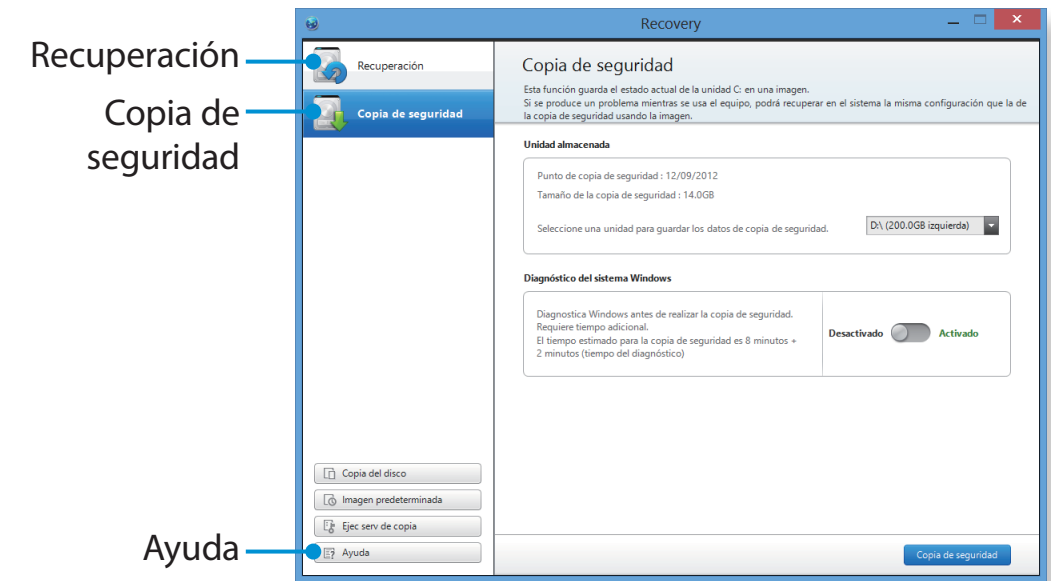 Recuperación
Copia de
seguridad
Ayuda
Recovery
Recuperación
Copia de seguridad
Copia del disco
Imagen predeterminada
Ejec serv de copia
Ayuda
Copia de seguridad
Esta función guarda el estado actual de la unidad C: en una imagen.
Si se produce un problema mientras se usa el equipo, podrá recuperar en el sistema la misma configuración que la de
la copia de seguridad usando la imagen.
Unidad almacenada
Punto de copia de seguridad : 12/09/2012
Tamaño de la copia de seguridad : 14.0GB
Seleccione una unidad para guardar los datos de copia de seguridad.
D:\ (200.0GB izquierda)
Diagnóstico del sistema Windows
Diagnostica Windows antes de realizar la copia de seguridad.
Requiere tiempo adicional.
El tiempo estimado para la copia de seguridad es 8 minutos +
2 minutos (tiempo del diagnóstico)
Desactivado Activado
Copia de seguridad